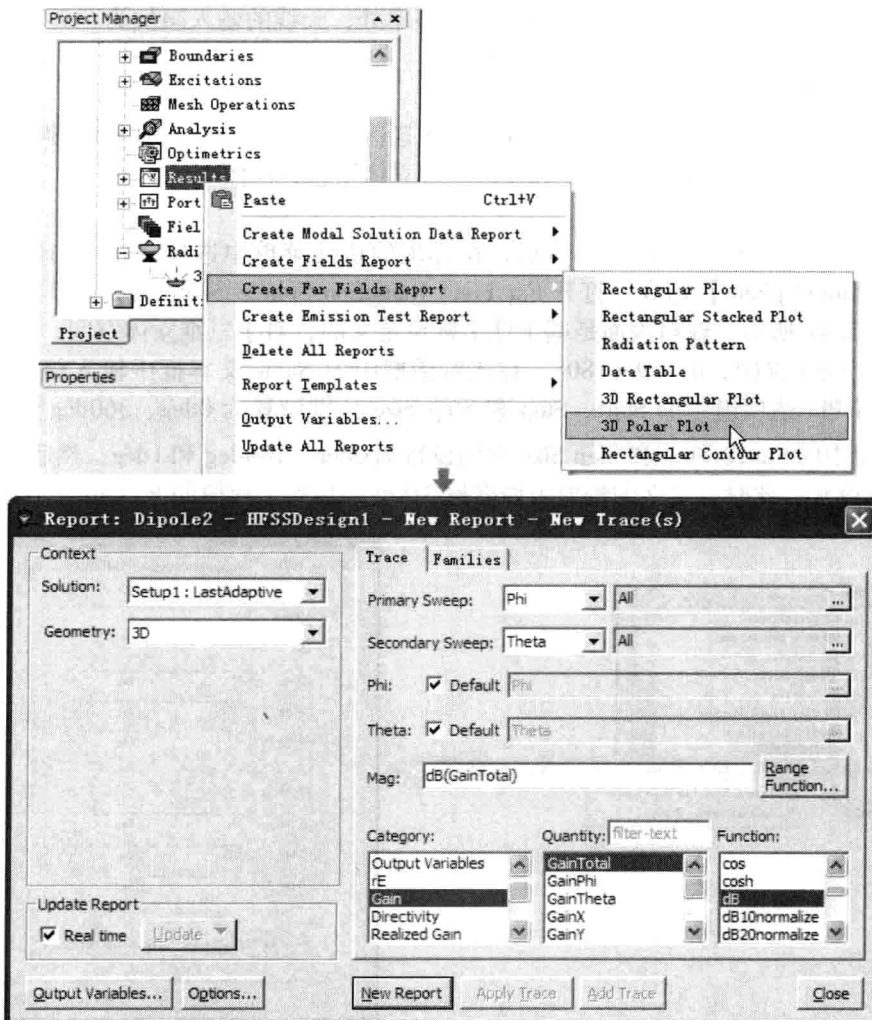 Project Manager
Boundaries
Excitations
Mesh Operations
Analysis
Optimetrics
Results
Port
Fiel
Radi
3
Definit:
Project
Properties
Paste Ctrl+V
Create Modal Solution Data Report
Create Fields Report
Create Far Fields Report
Create Emission Test Report
Delete All Reports
Report Templates
Output Variables...
Update All Reports
Rectangular Plot
Rectangular Stacked Plot
Radiation Pattern
Data Table
3D Rectangular Plot
3D Polar Plot
Rectangular Contour Plot
Report: Dipole2 - HFSSDesign1 - New Report - New Trace(s)
Context
Solution: Setup1 : LastAdaptive
Geometry: 3D
Update Report
Real time Update
Output Variables... Options...
Trace Families
Primary Sweep: Phi All ...
Secondary Sweep: Theta All ...
Phi: Default Phi ...
Theta: Default Theta ...
Mag: dB(GainTotal) Range Function...
Category: Quantity: filter-text Function:
Output Variables GainTotal cos
rE GainPhi cosh
Gain GainTheta dB
Directivity GainX dB10normalize
Realized Gain GainY dB20normalize
New Report Apply Trace Add Trace Close